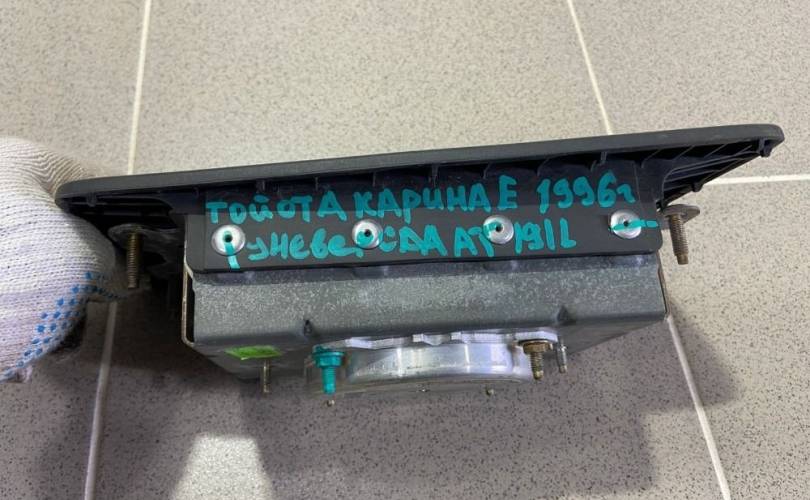 ТОЙОТА КАРИНА Е 1996г
универСАЛ АТ 191L